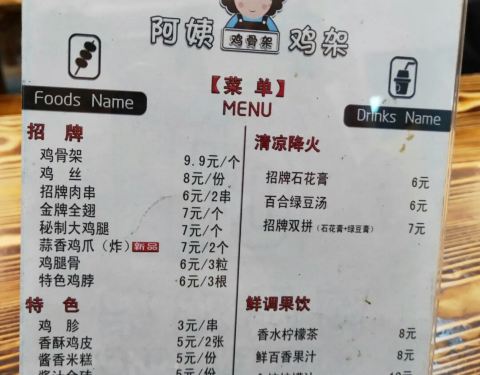 阿姨 鸡骨架 鸡架
【菜单】
MENU
Foods Name
Drinks Name
招牌
鸡骨架 9.9元/个
鸡丝 8元/份
招牌肉串 6元/2串
金牌全翅 7元/个
秘制大鸡腿 7元/个
蒜香鸡爪（炸）新品 7元/2个
鸡腿骨 6元/3粒
特色鸡脖 6元/3根
特色
鸡胗 3元/串
香酥鸡皮 5元/2张
酱香米糕 5元/份
5元/份
清凉降火
招牌石花膏 6元
百合绿豆汤 6元
招牌双拼（石花膏+绿豆膏） 7元
鲜调果饮
香水柠檬茶 8元
鲜百香果汁 8元